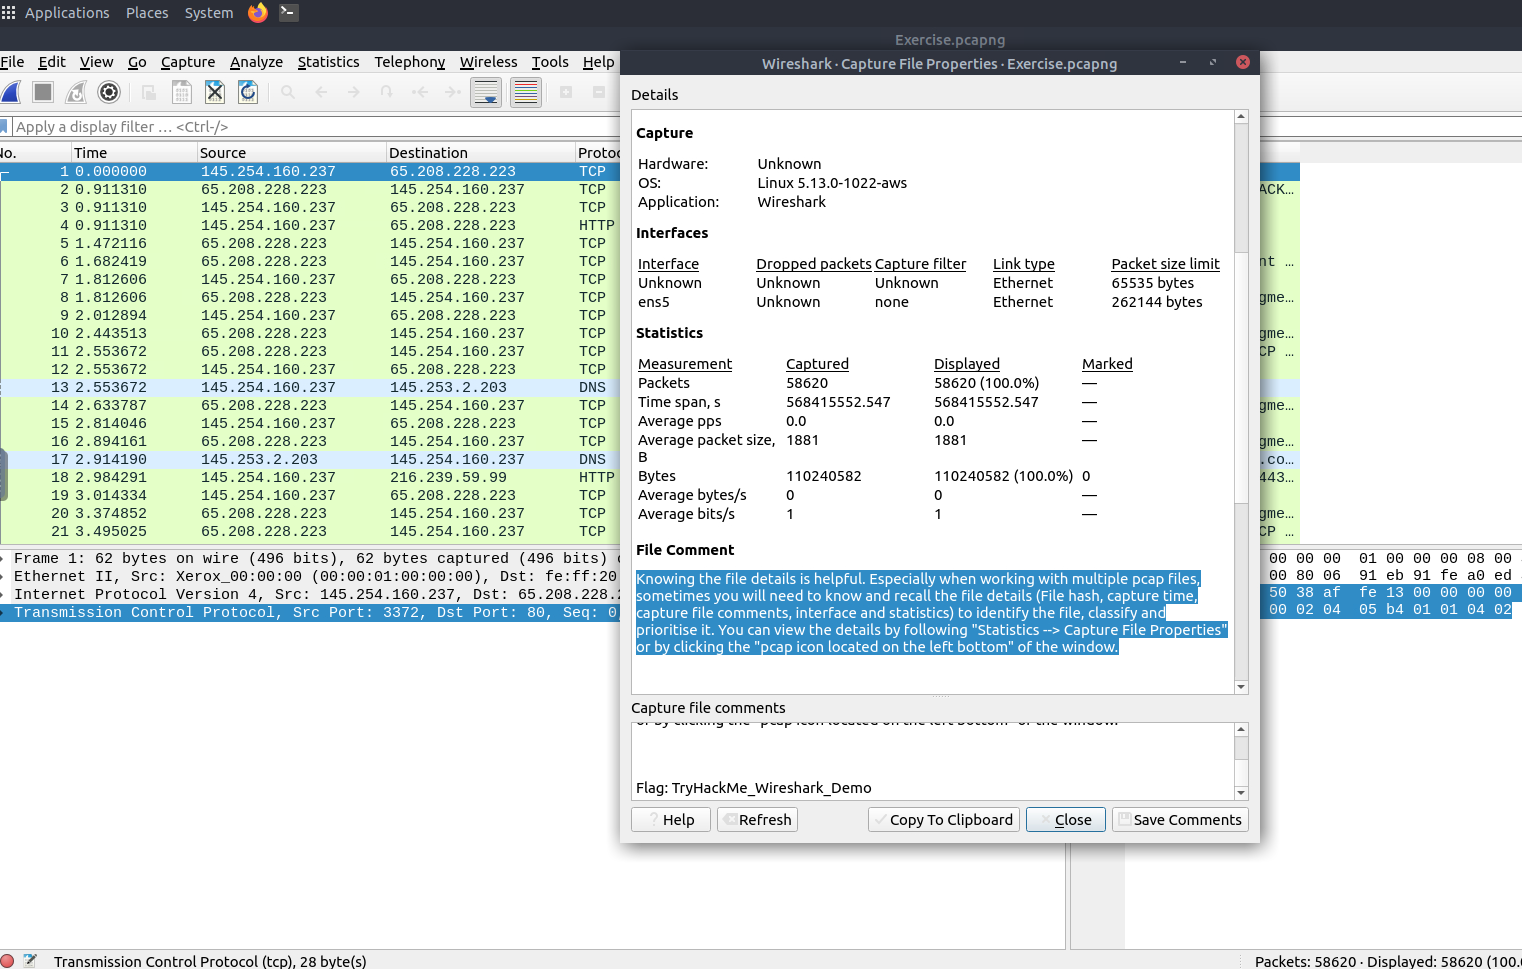 Applications Places System
Exercise.pcapng
File Edit View Go Capture Analyze Statistics Telephony Wireless Tools Help
Apply a display filter … <Ctrl-/>
No. Time Source Destination
1 0.000000 145.254.160.237 65.208.228.223 TCP
2 0.911310 65.208.228.223 145.254.160.237 TCP ACK…
3 0.911310 145.254.160.237 65.208.228.223 TCP
4 0.911310 145.254.160.237 65.208.228.223 HTTP
5 1.472116 65.208.228.223 145.254.160.237 TCP
6 1.682419 65.208.228.223 145.254.160.237 TCP nt …
7 1.812606 145.254.160.237 65.208.228.223 TCP
8 1.812606 65.208.228.223 145.254.160.237 TCP gme…
9 2.012894 145.254.160.237 65.208.228.223 TCP
10 2.443513 65.208.228.223 145.254.160.237 TCP gme…
11 2.553672 65.208.228.223 145.254.160.237 TCP CP …
12 2.553672 145.254.160.237 65.208.228.223 TCP
13 2.553672 145.254.160.237 145.253.2.203 DNS
14 2.633787 65.208.228.223 145.254.160.237 TCP gme…
15 2.814046 145.254.160.237 65.208.228.223 TCP
16 2.894161 65.208.228.223 145.254.160.237 TCP gme…
17 2.914190 145.253.2.203 145.254.160.237 DNS .co…
18 2.984291 145.254.160.237 216.239.59.99 HTTP 443…
19 3.014334 145.254.160.237 65.208.228.223 TCP
20 3.374852 65.208.228.223 145.254.160.237 TCP gme…
21 3.495025 65.208.228.223 145.254.160.237 TCP CP …
Frame 1: 62 bytes on wire (496 bits), 62 bytes captured (496 bits)
Ethernet II, Src: Xerox_00:00:00 (00:00:01:00:00:00), Dst: fe:ff:20
Internet Protocol Version 4, Src: 145.254.160.237, Dst: 65.208.228.2
Transmission Control Protocol, Src Port: 3372, Dst Port: 80, Seq: 0
00 00 00 01 00 00 00 08 00
00 80 06 91 eb 91 fe a0 ed
50 38 af fe 13 00 00 00 00
00 02 04 05 b4 01 01 04 02
Wireshark · Capture File Properties · Exercise.pcapng
Details
Capture
Hardware: Unknown
OS: Linux 5.13.0-1022-aws
Application: Wireshark
Interfaces
Interface Dropped packets Capture filter Link type Packet size limit
Unknown Unknown Unknown Ethernet 65535 bytes
ens5 Unknown none Ethernet 262144 bytes
Statistics
Measurement Captured Displayed Marked
Packets 58620 58620 (100.0%) —
Time span, s 568415552.547 568415552.547 —
Average pps 0.0 0.0 —
Average packet size, 1881 1881 —
B
Bytes 110240582 110240582 (100.0%) 0
Average bytes/s 0 0 —
Average bits/s 1 1 —
File Comment
Knowing the file details is helpful. Especially when working with multiple pcap files,
sometimes you will need to know and recall the file details (File hash, capture time,
capture file comments, interface and statistics) to identify the file, classify and
prioritise it. You can view the details by following "Statistics --> Capture File Properties"
or by clicking the "pcap icon located on the left bottom" of the window.
Capture file comments
or by clicking the "pcap icon located on the left bottom" of the window.
Flag: TryHackMe_Wireshark_Demo
Help Refresh Copy To Clipboard Close Save Comments
Transmission Control Protocol (tcp), 28 byte(s)
Packets: 58620 · Displayed: 58620 (100.